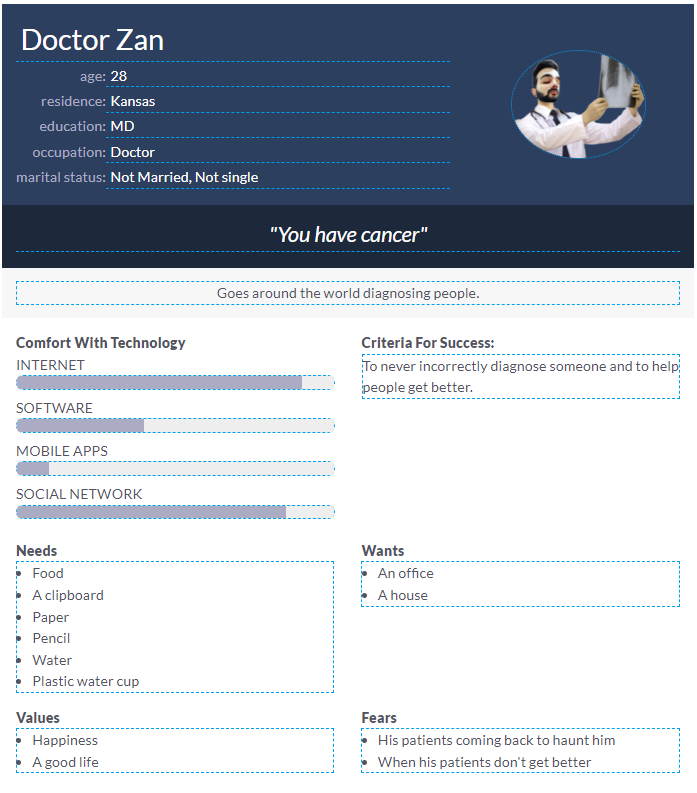 Doctor Zan
age: 28
residence: Kansas
education: MD
occupation: Doctor
marital status: Not Married, Not single
"You have cancer"
Goes around the world diagnosing people.
Comfort With Technology
INTERNET
SOFTWARE
MOBILE APPS
SOCIAL NETWORK
Criteria For Success:
To never incorrectly diagnose someone and to help
people get better.
Needs
Food
A clipboard
Paper
Pencil
Water
Plastic water cup
Wants
An office
A house
Values
Happiness
A good life
Fears
His patients coming back to haunt him
When his patients don't get better